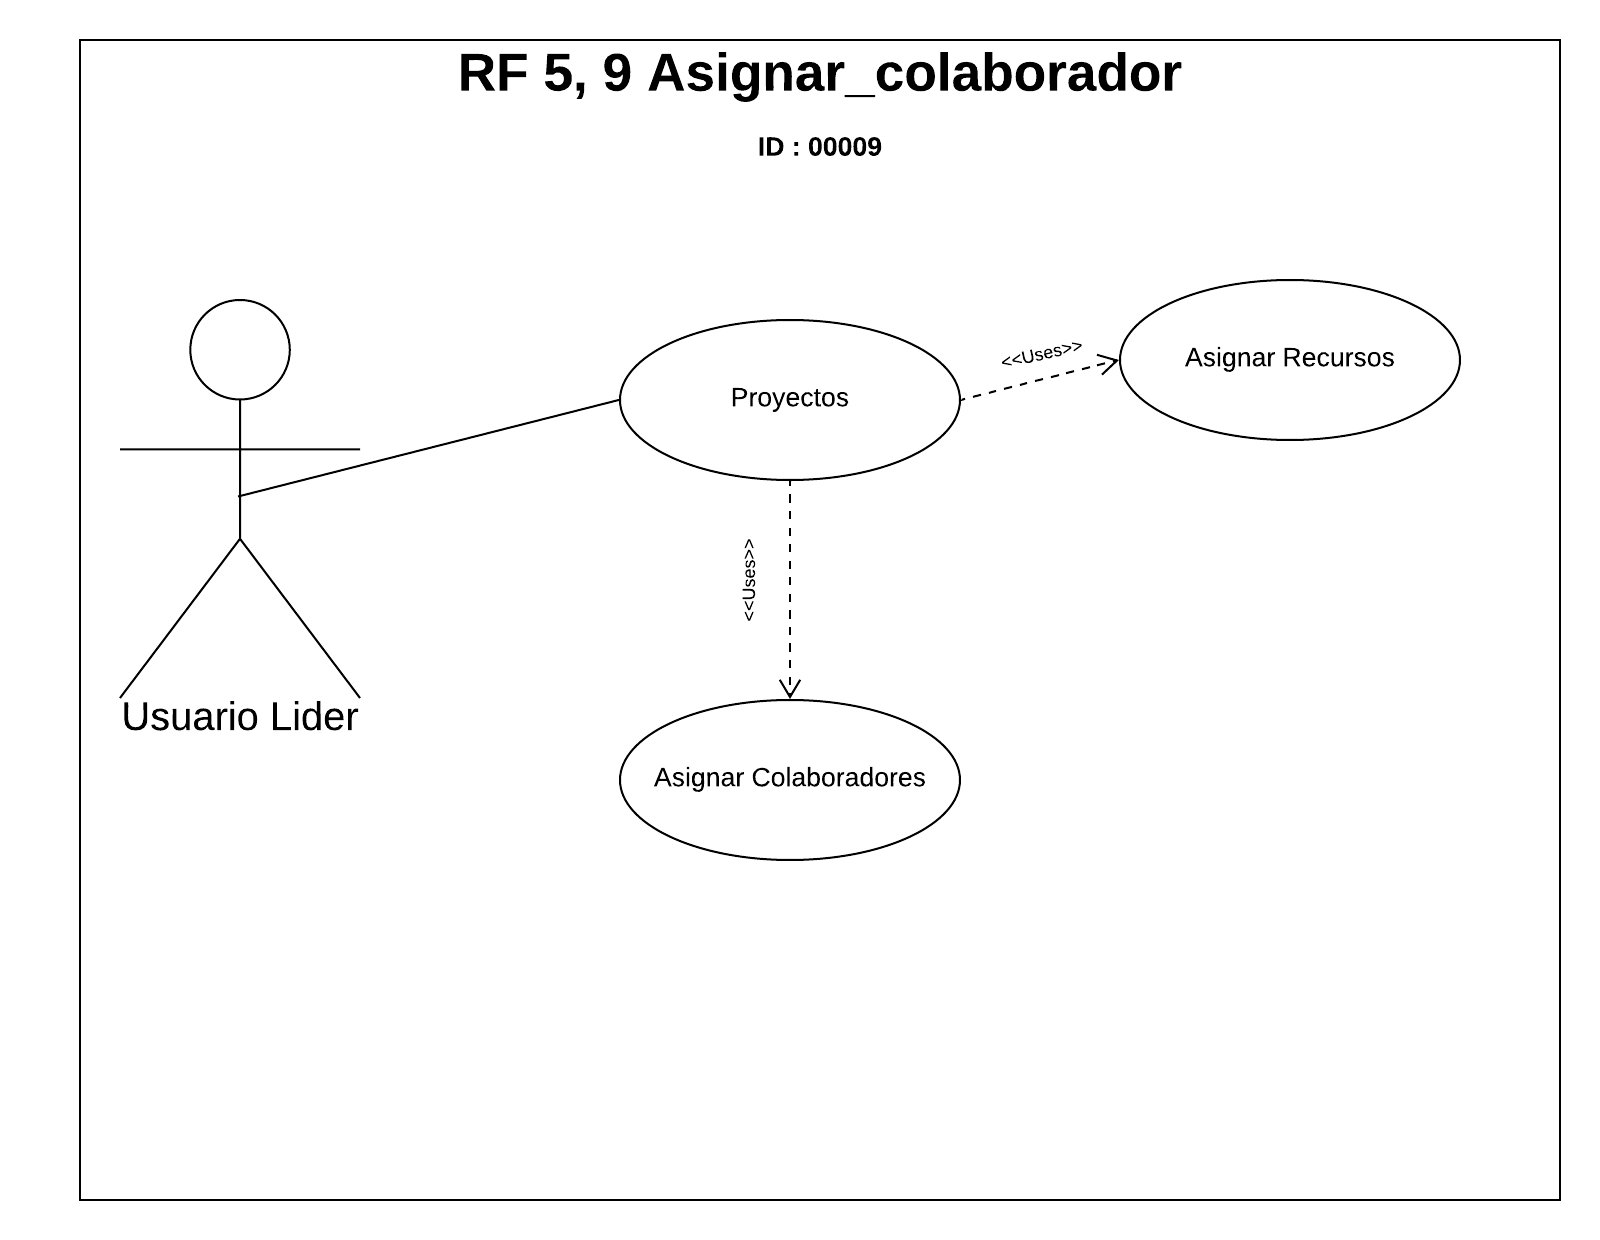 RF 5, 9 Asignar_colaborador
ID : 00009
<<Uses>>
Asignar Recursos
Proyectos
<<Uses>>
Usuario Lider
Asignar Colaboradores